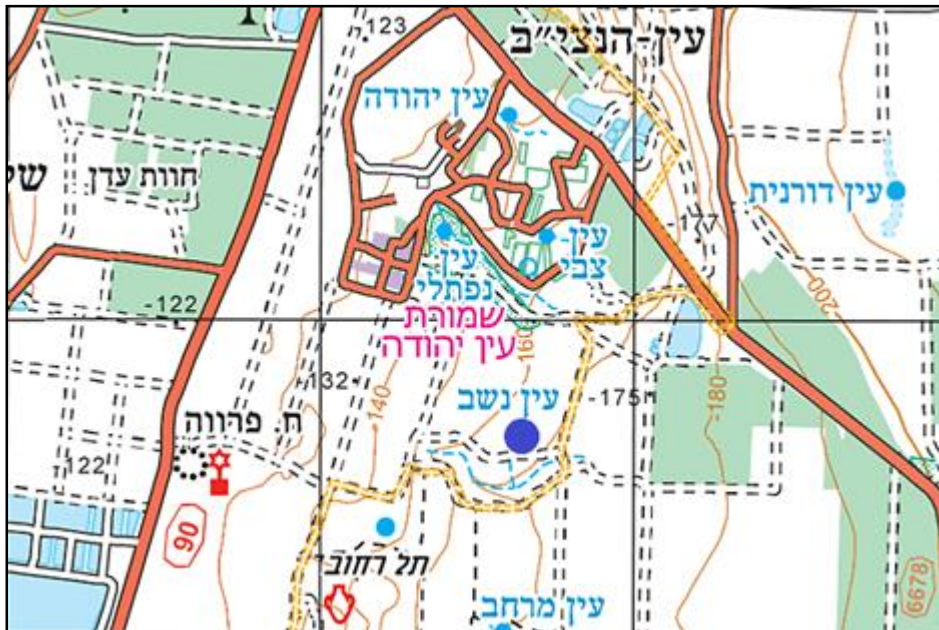 -123
עין-הנצי"ב
עין יהודה
חוות עדן
עין דורנית
-177
עין-
צבי
עין
נפתלי
-200
-122
שמורת
עין יהודה
-160
-132
-140
עין נשב
-175
-180
ח. פרווה
-122
90
תל רחוב
6678
עין מרחב